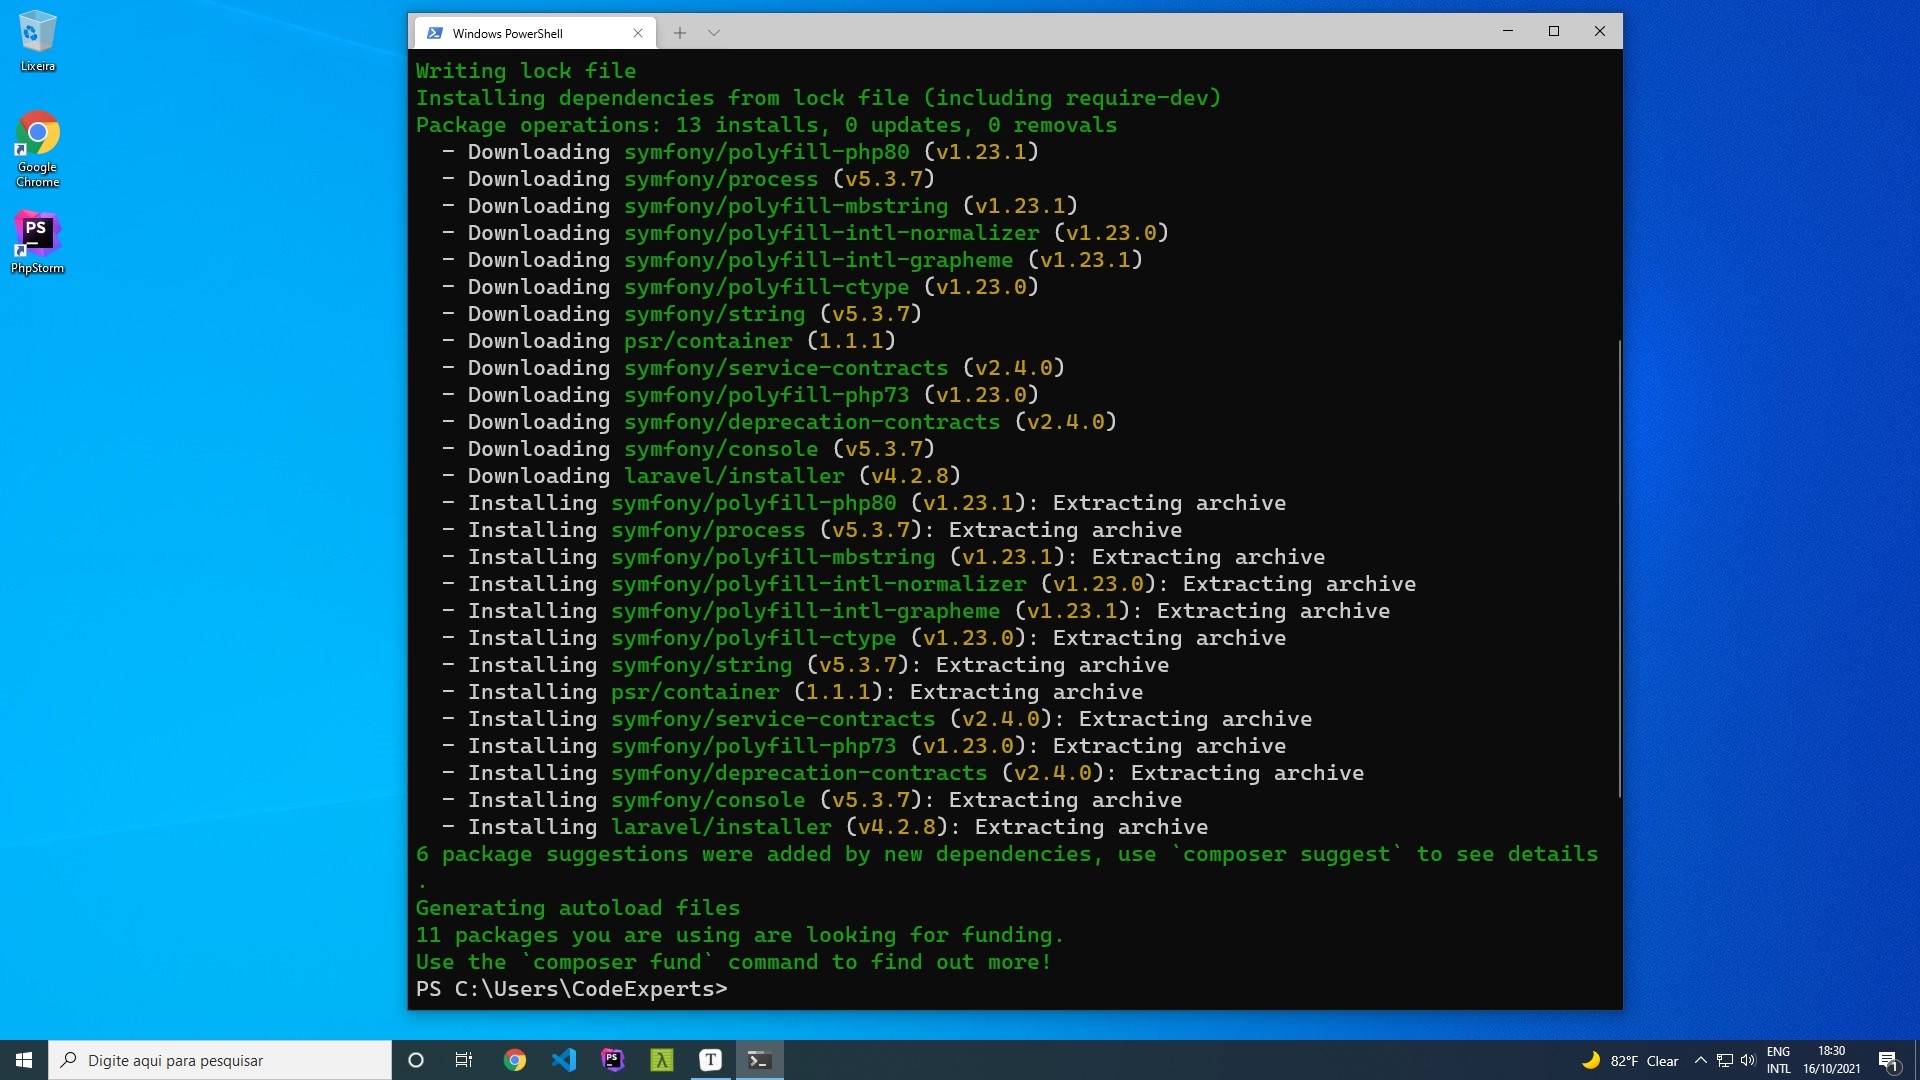 Lixeira
Google
Chrome
PS
PhpStorm
Windows PowerShell
Writing lock file
Installing dependencies from lock file (including require-dev)
Package operations: 13 installs, 0 updates, 0 removals
- Downloading symfony/polyfill-php80 (v1.23.1)
- Downloading symfony/process (v5.3.7)
- Downloading symfony/polyfill-mbstring (v1.23.1)
- Downloading symfony/polyfill-intl-normalizer (v1.23.0)
- Downloading symfony/polyfill-intl-grapheme (v1.23.1)
- Downloading symfony/polyfill-ctype (v1.23.0)
- Downloading symfony/string (v5.3.7)
- Downloading psr/container (1.1.1)
- Downloading symfony/service-contracts (v2.4.0)
- Downloading symfony/polyfill-php73 (v1.23.0)
- Downloading symfony/deprecation-contracts (v2.4.0)
- Downloading symfony/console (v5.3.7)
- Downloading laravel/installer (v4.2.8)
- Installing symfony/polyfill-php80 (v1.23.1): Extracting archive
- Installing symfony/process (v5.3.7): Extracting archive
- Installing symfony/polyfill-mbstring (v1.23.1): Extracting archive
- Installing symfony/polyfill-intl-normalizer (v1.23.0): Extracting archive
- Installing symfony/polyfill-intl-grapheme (v1.23.1): Extracting archive
- Installing symfony/polyfill-ctype (v1.23.0): Extracting archive
- Installing symfony/string (v5.3.7): Extracting archive
- Installing psr/container (1.1.1): Extracting archive
- Installing symfony/service-contracts (v2.4.0): Extracting archive
- Installing symfony/polyfill-php73 (v1.23.0): Extracting archive
- Installing symfony/deprecation-contracts (v2.4.0): Extracting archive
- Installing symfony/console (v5.3.7): Extracting archive
- Installing laravel/installer (v4.2.8): Extracting archive
6 package suggestions were added by new dependencies, use `composer suggest` to see details
.
Generating autoload files
11 packages you are using are looking for funding.
Use the `composer fund` command to find out more!
PS C:\Users\CodeExperts>
Digite aqui para pesquisar
PS
λ
T
82°F Clear
ENG
INTL
18:30
16/10/2021
1